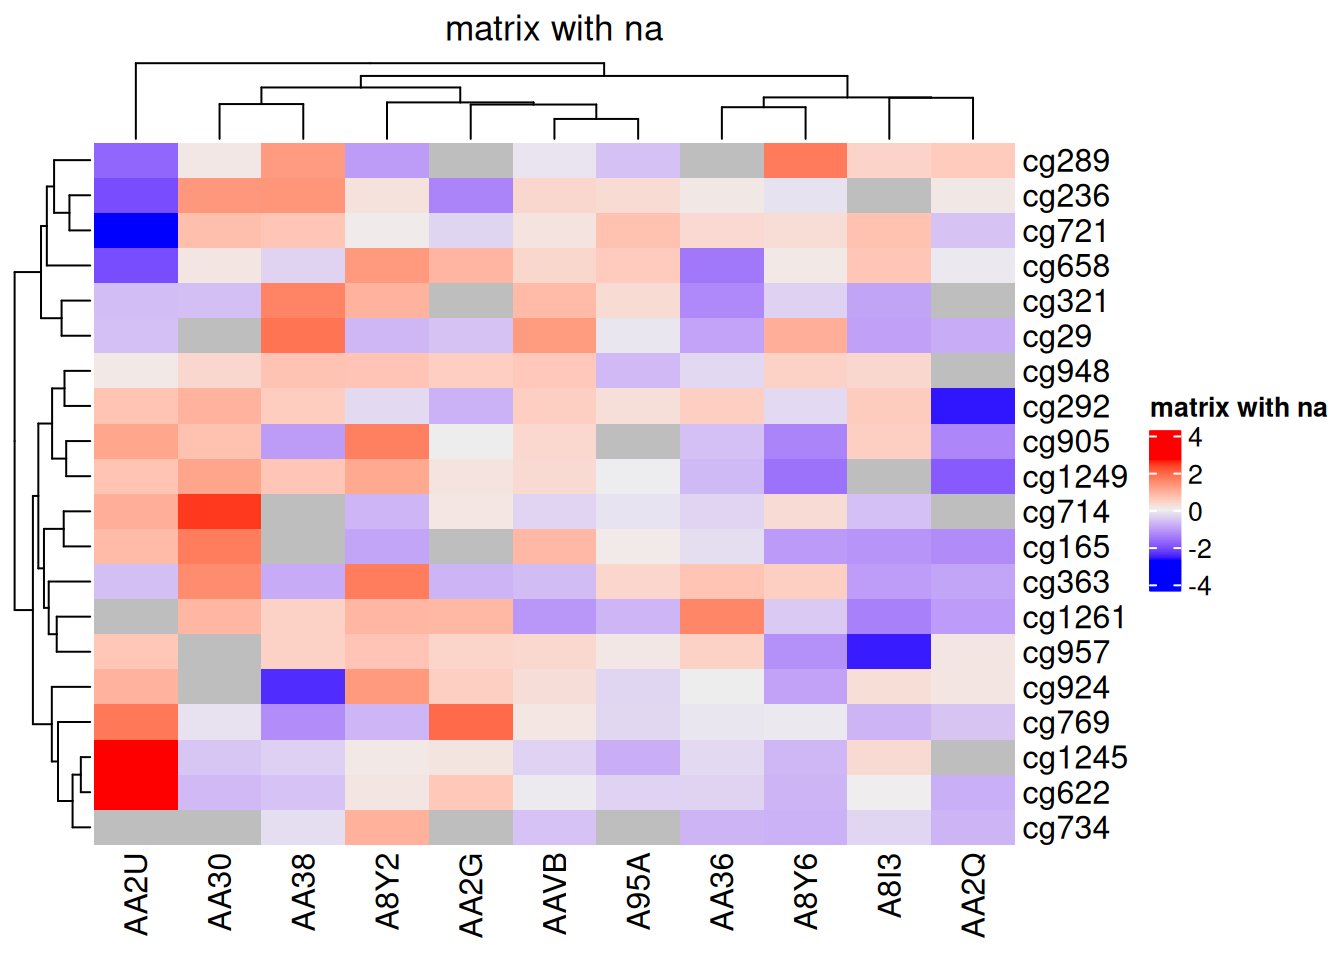 matrix with na
cg289
cg236
cg721
cg658
cg321
cg29
cg948
cg292
cg905
cg1249
cg714
cg165
cg363
cg1261
cg957
cg924
cg769
cg1245
cg622
cg734
AA2U
AA30
AA38
A8Y2
AA2G
AAVB
A95A
AA36
A8Y6
A8I3
AA2Q
matrix with na
4
2
0
-2
-4